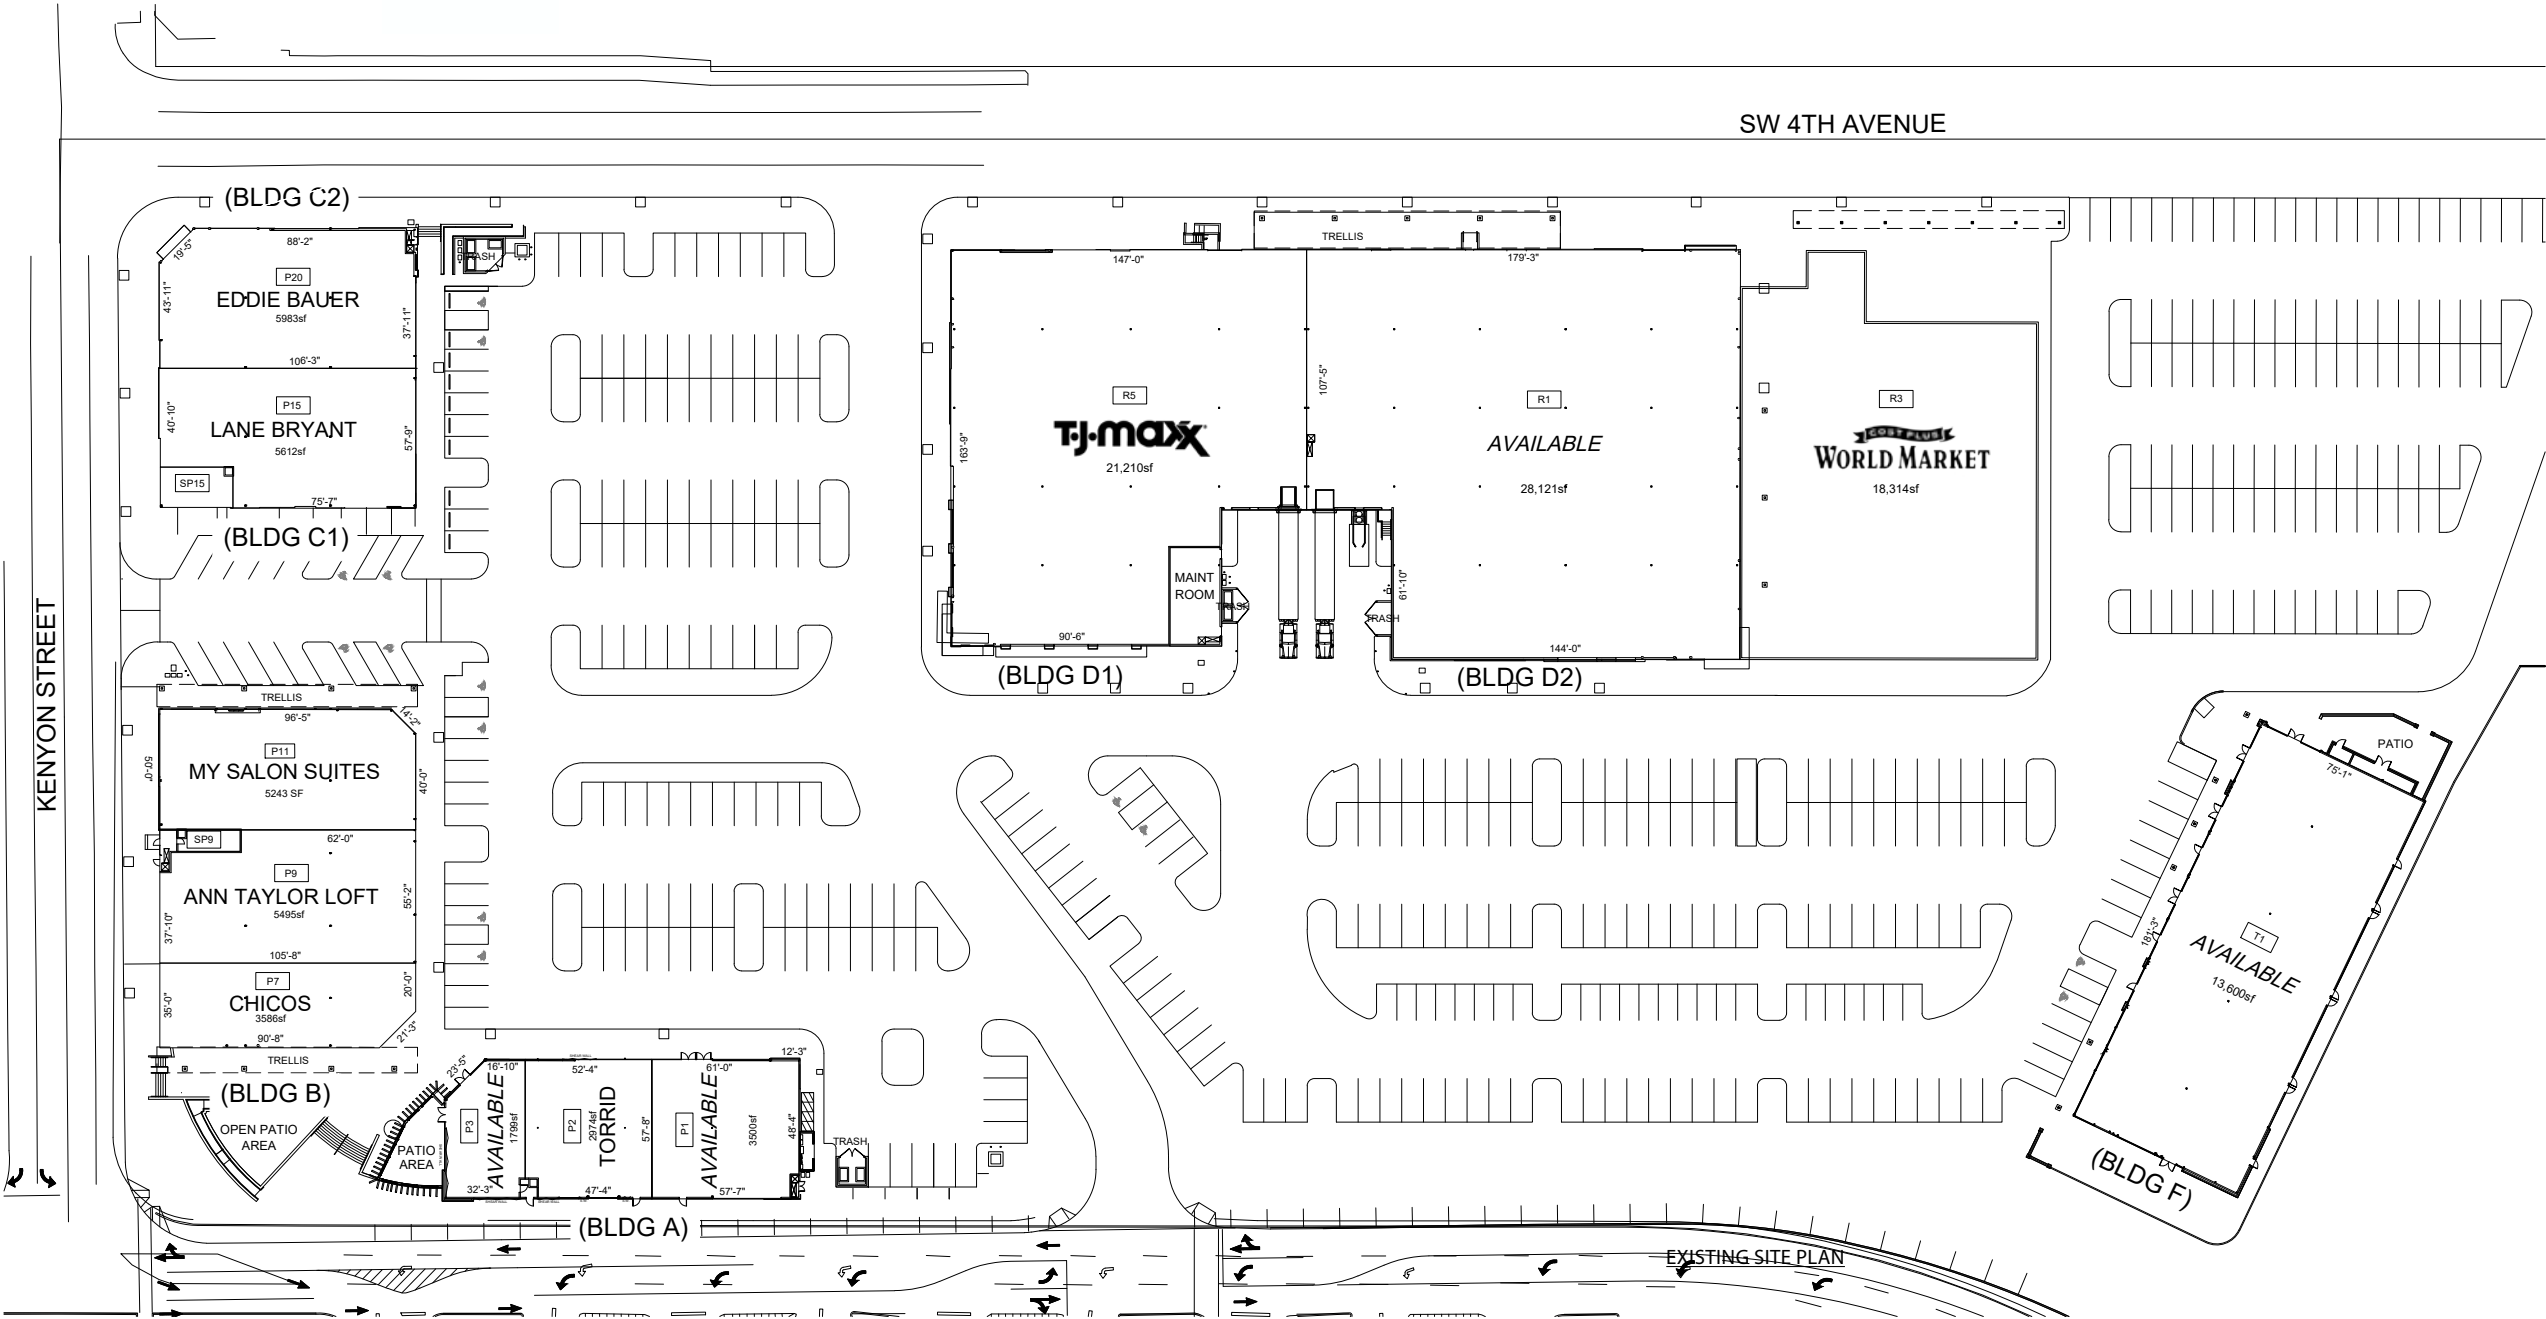 SW 4TH AVENUE
KENYON STREET
(BLDG C2)
88'-2"
19'-5"
TRASH
P20
EDDIE BAUER
5983sf
43'-11"
37'-11"
106'-3"
P15
LANE BRYANT
5612sf
40'-10"
57'-9"
SP15
75'-7"
(BLDG C1)
TRELLIS
96'-5"
14'-2"
P11
MY SALON SUITES
5243 SF
50'-0"
40'-0"
SP9
62'-0"
P9
ANN TAYLOR LOFT
5495sf
55'-2"
37'-10"
105'-8"
P7
CHICOS
3586sf
35'-0"
20'-0"
90'-8"
21'-3"
TRELLIS
(BLDG B)
OPEN PATIO
AREA
PATIO
AREA
23'-5"
16'-10"
P3
AVAILABLE
1799sf
32'-3"
52'-4"
P2
2974sf
TORRID
47'-4"
57'-8"
61'-0"
12'-3"
P1
AVAILABLE
3500sf
48'-4"
57'-7"
TRASH
(BLDG A)
147'-0"
R5
T·J·maxx
21,210sf
163'-9"
MAINT
ROOM
TRASH
90'-6"
(BLDG D1)
TRELLIS
179'-3"
107'-5"
R1
AVAILABLE
28,121sf
61'-10"
TRASH
144'-0"
(BLDG D2)
R3
COST PLUS
WORLD MARKET
18,314sf
PATIO
75'-1"
181'-3"
T1
AVAILABLE
13,600sf
(BLDG F)
EXISTING SITE PLAN